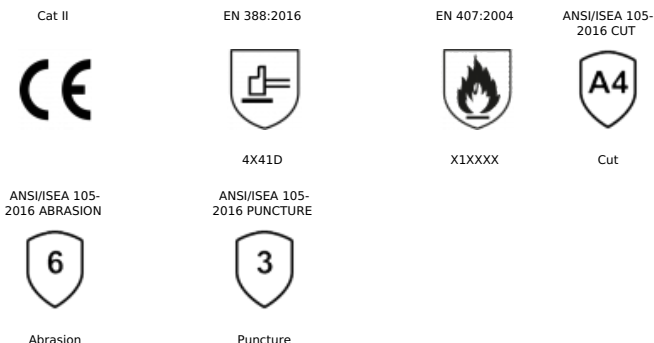 Cat II
EN 388:2016
EN 407:2004
ANSI/ISEA 105-
2016 CUT
CE
A4
4X41D
X1XXXX
Cut
ANSI/ISEA 105-
2016 ABRASION
ANSI/ISEA 105-
2016 PUNCTURE
6
3
Abrasion
Puncture